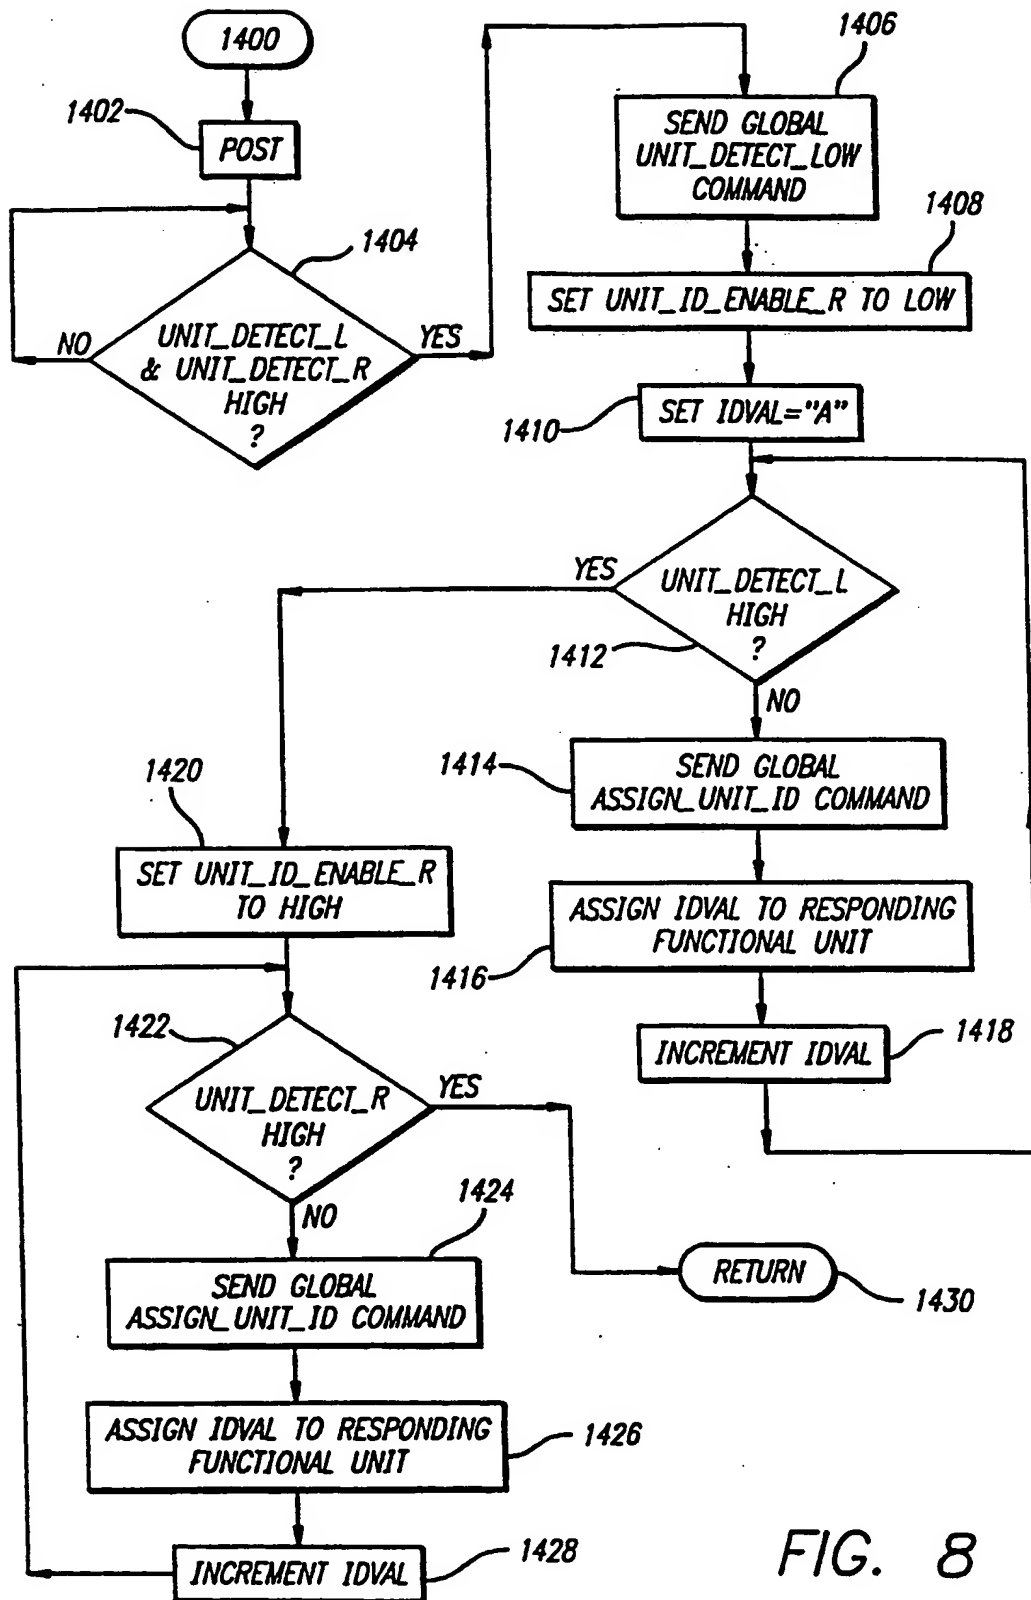 1400
1402
POST
1404
UNIT_DETECT_L
& UNIT_DETECT_R
HIGH
?
NO
YES
1406
SEND GLOBAL
UNIT_DETECT_LOW
COMMAND
1408
SET UNIT_ID_ENABLE_R TO LOW
1410
SET IDVAL="A"
YES
UNIT_DETECT_L
HIGH
?
1412
NO
1414
SEND GLOBAL
ASSIGN_UNIT_ID COMMAND
ASSIGN IDVAL TO RESPONDING
FUNCTIONAL UNIT
1416
INCREMENT IDVAL
1418
1420
SET UNIT_ID_ENABLE_R
TO HIGH
1422
UNIT_DETECT_R
HIGH
?
YES
NO
1424
SEND GLOBAL
ASSIGN_UNIT_ID COMMAND
RETURN
1430
ASSIGN IDVAL TO RESPONDING
FUNCTIONAL UNIT
1426
INCREMENT IDVAL
1428
FIG. 8